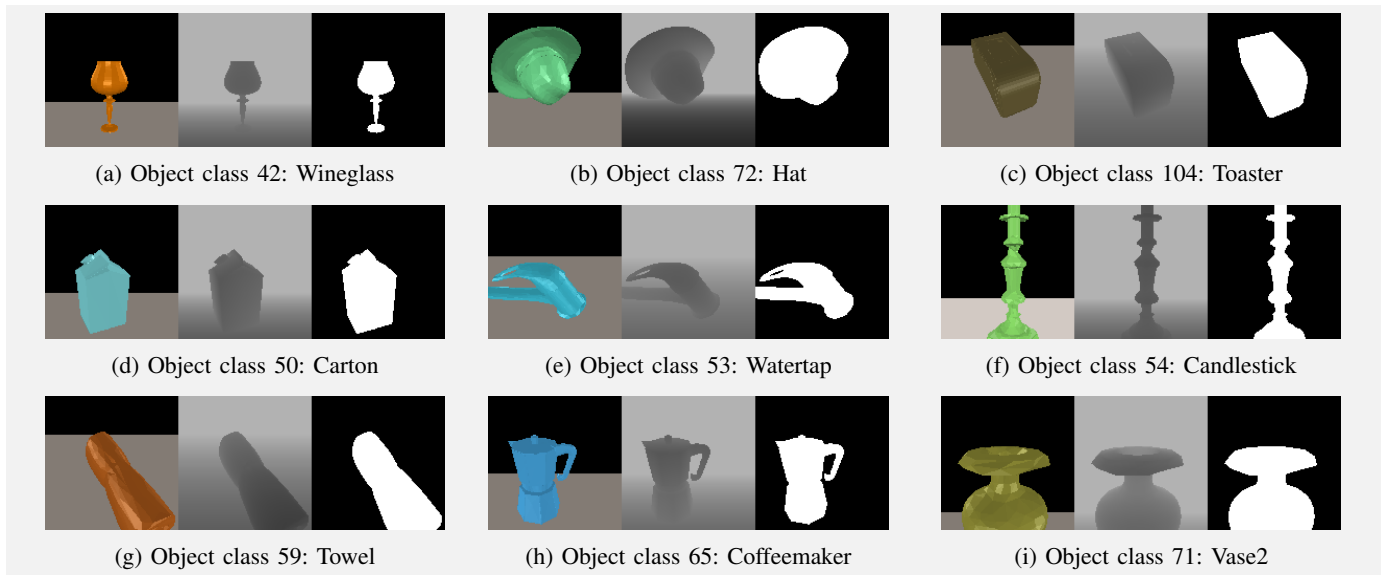 (a) Object class 42: Wineglass
(b) Object class 72: Hat
(c) Object class 104: Toaster
(d) Object class 50: Carton
(e) Object class 53: Watertap
(f) Object class 54: Candlestick
(g) Object class 59: Towel
(h) Object class 65: Coffeemaker
(i) Object class 71: Vase2